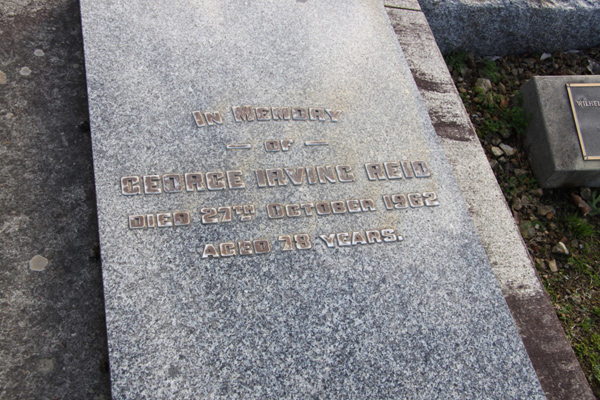 IN MEMORY
— OF —
GEORGE IRVING REID
DIED 27TH OCTOBER 1962
AGED 78 YEARS.